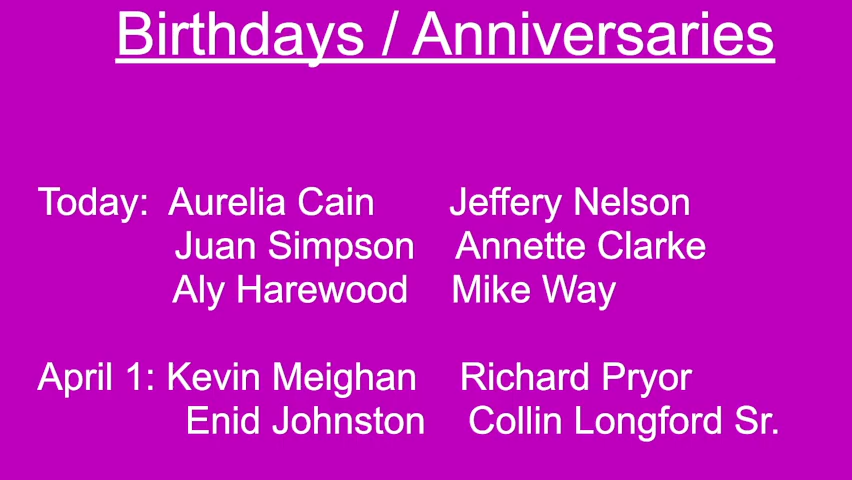 Birthdays / Anniversaries
Today: Aurelia Cain Jeffery Nelson
Juan Simpson Annette Clarke
Aly Harewood Mike Way
April 1: Kevin Meighan Richard Pryor
Enid Johnston Collin Longford Sr.